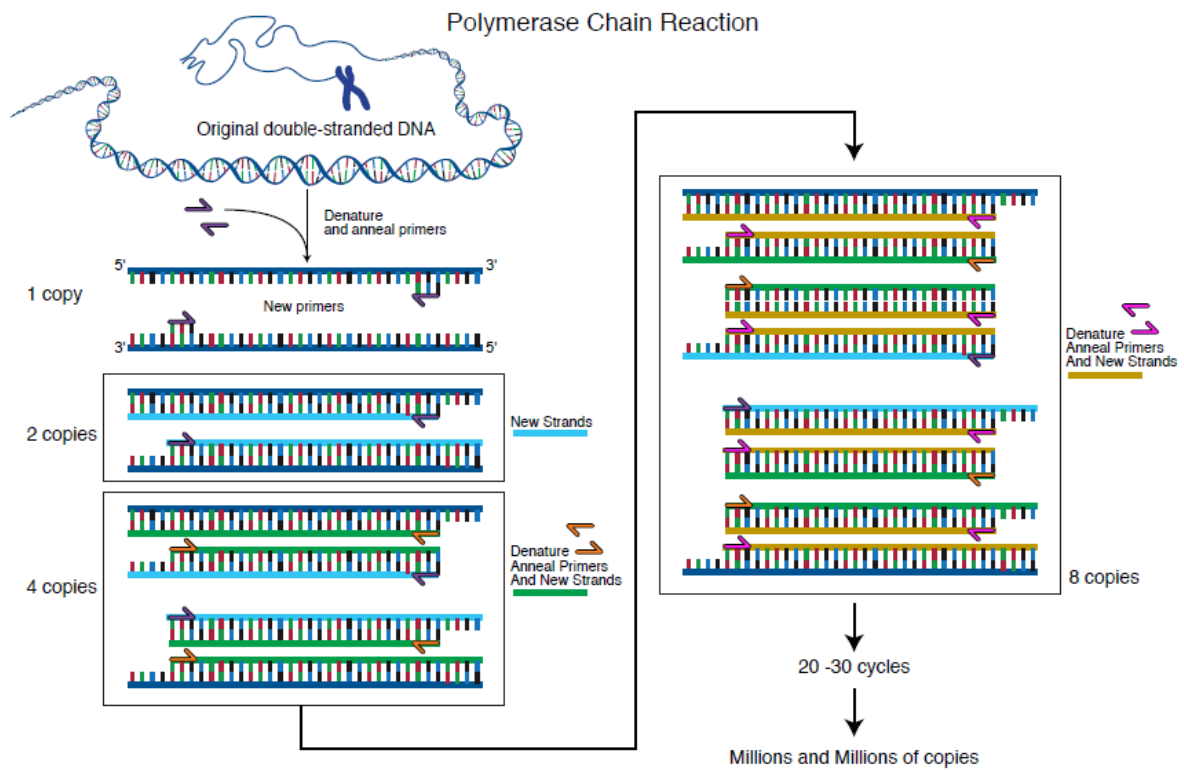 Polymerase Chain Reaction
Original double-stranded DNA
Denature
and anneal primers
5'
3'
1 copy
New primers
3'
5'
2 copies
New Strands
4 copies
Denature
Anneal Primers
And New Strands
Denature
Anneal Primers
And New Strands
8 copies
20 -30 cycles
Millions and Millions of copies